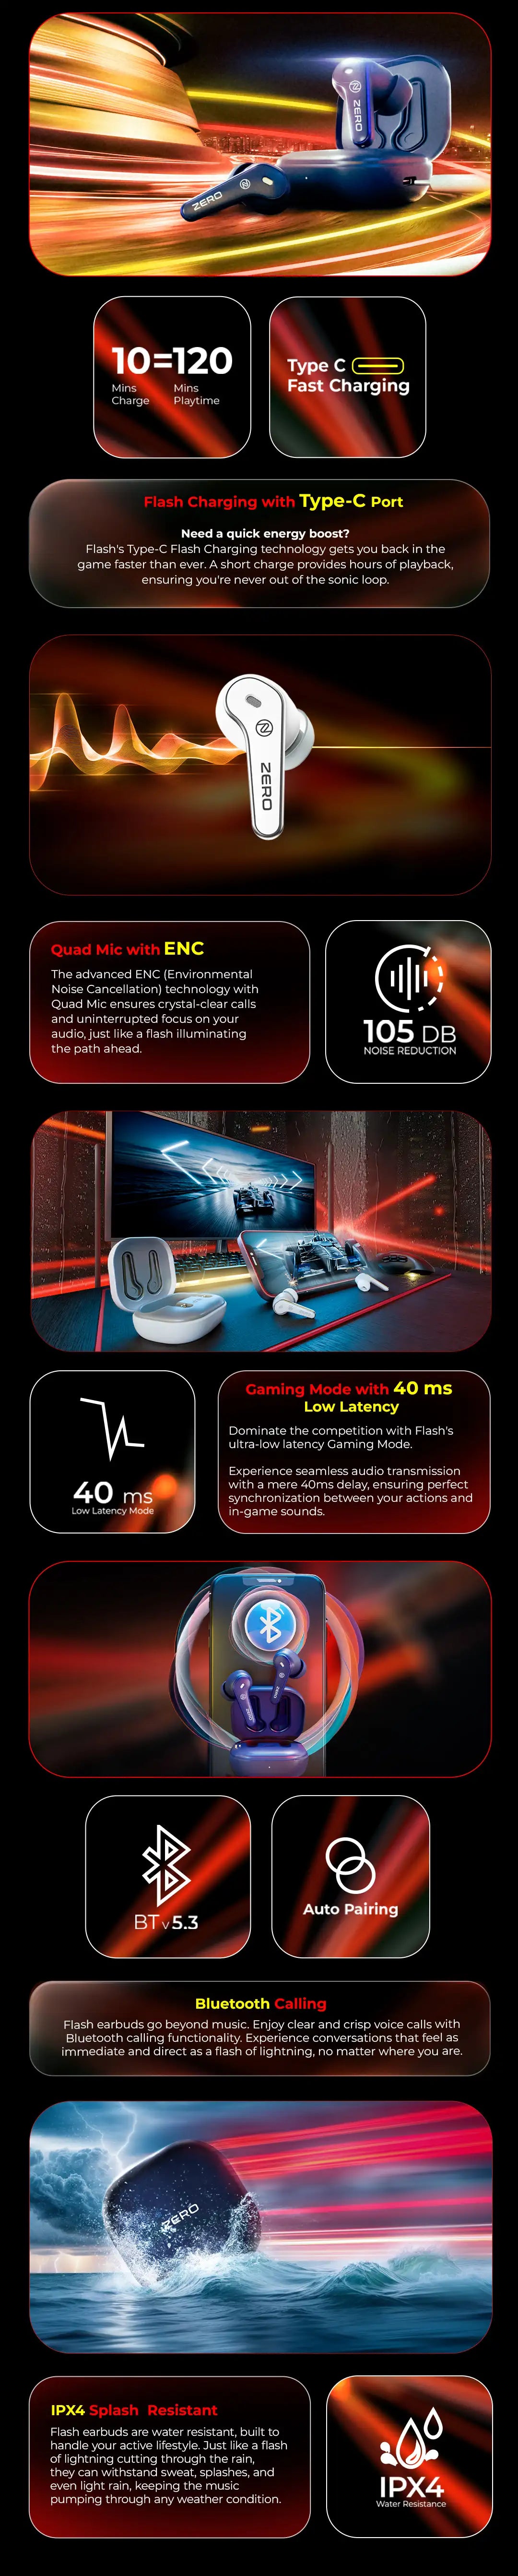 ZERO
ZERO
10=120
Mins Charge
Mins Playtime
Type C
Fast Charging
Flash Charging with Type-C Port
Need a quick energy boost?
Flash's Type-C Flash Charging technology gets you back in the
game faster than ever. A short charge provides hours of playback,
ensuring you're never out of the sonic loop.
ZERO
Quad Mic with ENC
The advanced ENC (Environmental
Noise Cancellation) technology with
Quad Mic ensures crystal-clear calls
and uninterrupted focus on your
audio, just like a flash illuminating
the path ahead.
105 DB
NOISE REDUCTION
40 ms
Low Latency Mode
Gaming Mode with 40 ms
Low Latency
Dominate the competition with Flash's
ultra-low latency Gaming Mode.
Experience seamless audio transmission
with a mere 40ms delay, ensuring perfect
synchronization between your actions and
in-game sounds.
ZERO
ZERO
BT v 5.3
Auto Pairing
Bluetooth Calling
Flash earbuds go beyond music. Enjoy clear and crisp voice calls with
Bluetooth calling functionality. Experience conversations that feel as
immediate and direct as a flash of lightning, no matter where you are.
ZERO
IPX4 Splash Resistant
Flash earbuds are water resistant, built to
handle your active lifestyle. Just like a flash
of lightning cutting through the rain,
they can withstand sweat, splashes, and
even light rain, keeping the music
pumping through any weather condition.
IPX4
Water Resistance